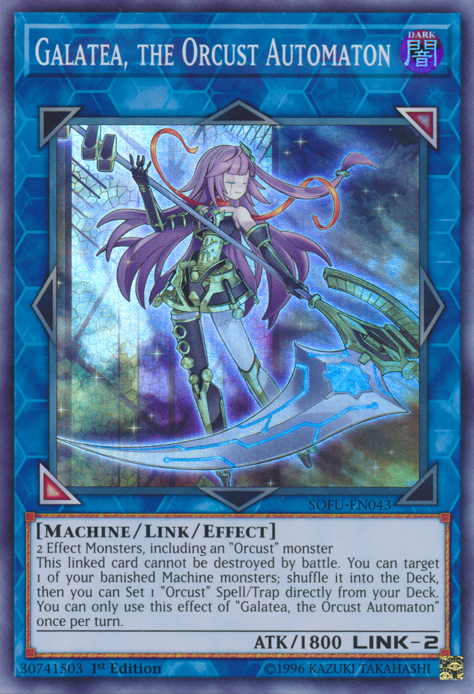 GALATEA, THE ORCUST AUTOMATON
DARK
闇
SOFU-EN043
[MACHINE/LINK/EFFECT]
2 Effect Monsters, including an "Orcust" monster
This linked card cannot be destroyed by battle. You can target
1 of your banished Machine monsters; shuffle it into the Deck,
then you can Set 1 "Orcust" Spell/Trap directly from your Deck.
You can only use this effect of "Galatea, the Orcust Automaton"
once per turn.
ATK/1800 LINK-2
30741503 1st Edition ©1996 KAZUKI TAKAHASHI